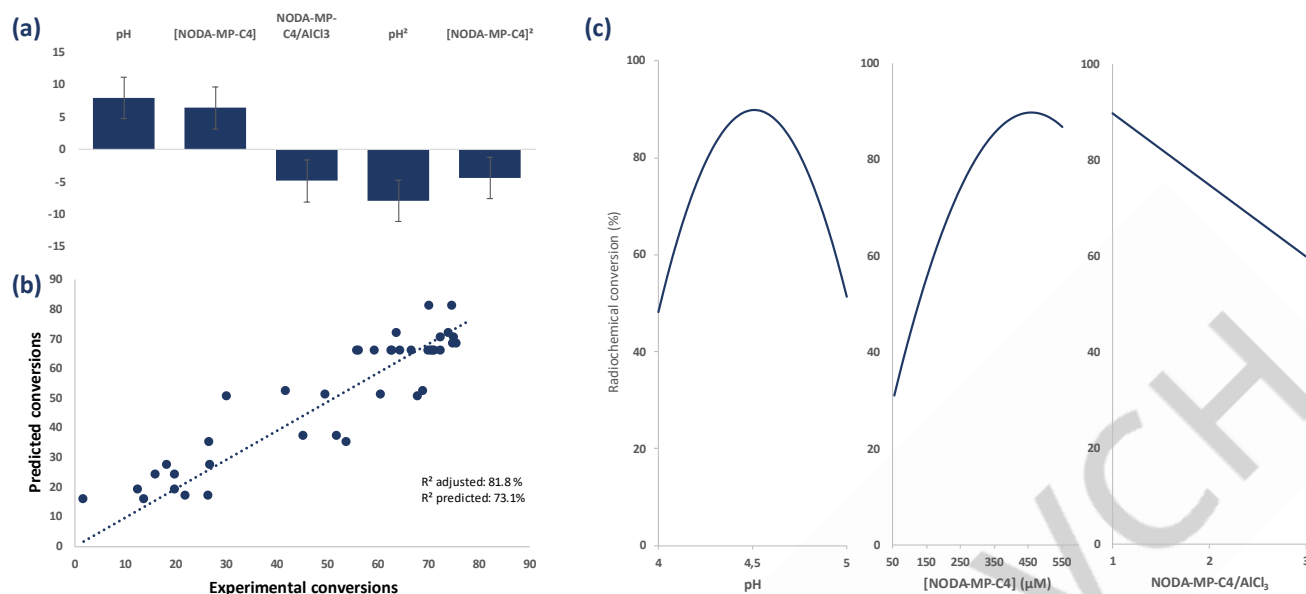 (a)
pH
[NODA-MP-C4]
NODA-MP-
C4/AlCl3
pH²
[NODA-MP-C4]²
15
10
5
0
-5
-10
-15
(b)
Predicted conversions
90
80
70
60
50
40
30
20
10
0
R² adjusted: 81.8 %
R² predicted: 73.1%
0 10 20 30 40 50 60 70 80 90
Experimental conversions
(c)
Radiochemical conversion (%)
100
80
60
40
20
0
4 4,5 5
pH
100
80
60
40
20
0
50 150 250 350 450 550
[NODA-MP-C4] (µM)
100
80
60
40
20
0
1 2 3
NODA-MP-C4/AlCl₃
VCH